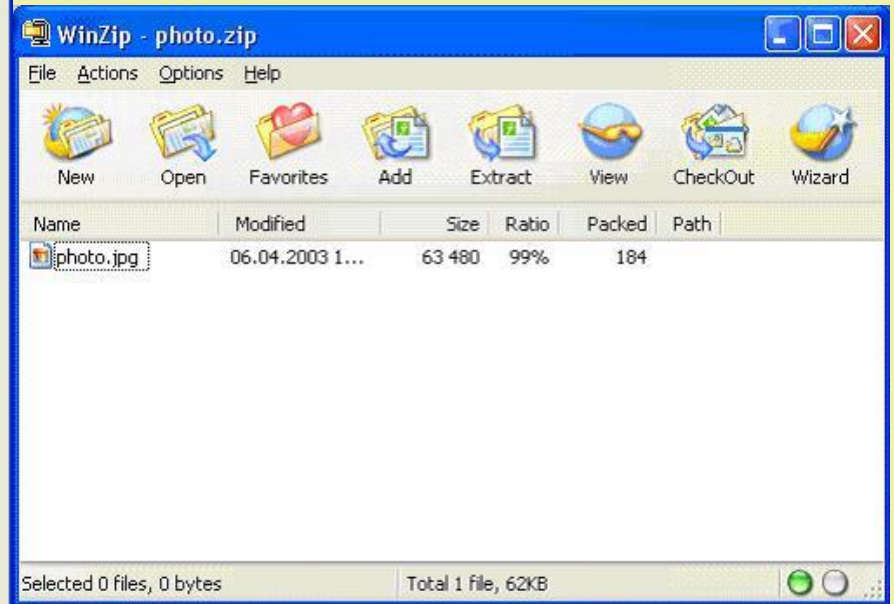 WinZip - photo.zip
File Actions Options Help
New Open Favorites Add Extract View CheckOut Wizard
Name Modified Size Ratio Packed Path
photo.jpg 06.04.2003 1... 63 480 99% 184
Selected 0 files, 0 bytes Total 1 file, 62KB